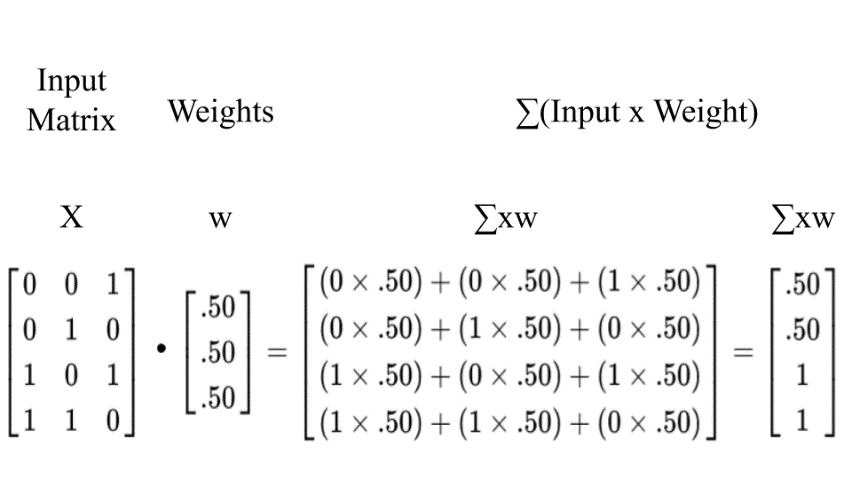 Input Matrix Weights ∑(Input x Weight)
X w ∑xw ∑xw
[0 0 1] [.50] [(0 × .50) + (0 × .50) + (1 × .50)] [.50]
[0 1 0] • [.50] = [(0 × .50) + (1 × .50) + (0 × .50)] = [.50]
[1 0 1] [.50] [(1 × .50) + (0 × .50) + (1 × .50)] [1]
[1 1 0] [(1 × .50) + (1 × .50) + (0 × .50)] [1]